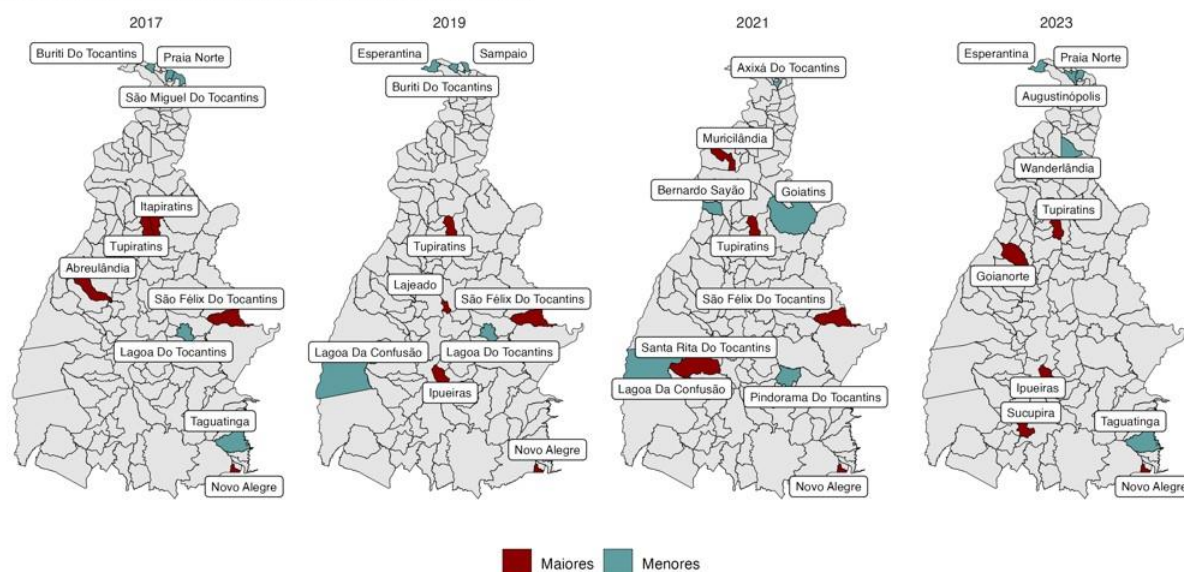 2017
Buriti Do Tocantins
Praia Norte
São Miguel Do Tocantins
Itapiratins
Tupiratins
Abreulândia
São Félix Do Tocantins
Lagoa Do Tocantins
Taguatinga
Novo Alegre
2019
Esperantina
Sampaio
Buriti Do Tocantins
Tupiratins
Lajeado
São Félix Do Tocantins
Lagoa Da Confusão
Lagoa Do Tocantins
Ipueiras
Novo Alegre
2021
Axixá Do Tocantins
Muricilândia
Bernardo Sayão
Goiatins
Tupiratins
São Félix Do Tocantins
Santa Rita Do Tocantins
Lagoa Da Confusão
Pindorama Do Tocantins
Novo Alegre
2023
Esperantina
Praia Norte
Augustinópolis
Wanderlândia
Tupiratins
Goianorte
Ipueiras
Sucupira
Taguatinga
Novo Alegre
Maiores
Menores